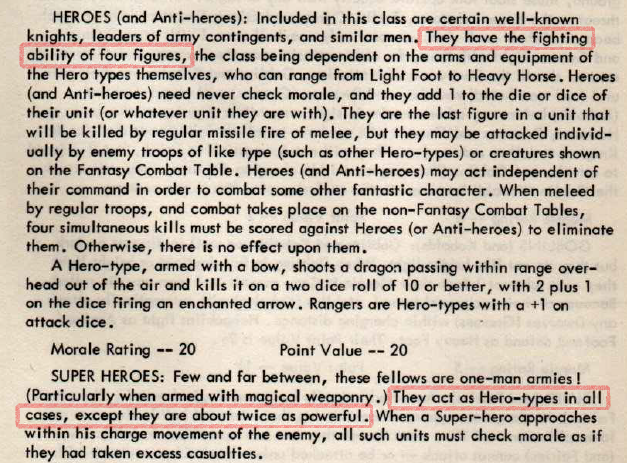 HEROES (and Anti-heroes): Included in this class are certain well-known
knights, leaders of army contingents, and similar men. They have the fighting
ability of four figures, the class being dependent on the arms and equipment of
the Hero types themselves, who can range from Light Foot to Heavy Horse. Heroes
(and Anti-heroes) need never check morale, and they add 1 to the die or dice of
their unit (or whatever unit they are with). They are the last figure in a unit that
will be killed by regular missile fire of melee, but they may be attacked individ-
ually by enemy troops of like type (such as other Hero-types) or creatures shown
on the Fantasy Combat Table. Heroes (and Anti-heroes) may act independent of
their command in order to combat some other fantastic character. When meleed
by regular troops, and combat takes place on the non-Fantasy Combat Tables,
four simultaneous kills must be scored against Heroes (or Anti-heroes) to eliminate
them. Otherwise, there is no effect upon them.
A Hero-type, armed with a bow, shoots a dragon passing within range over-
head out of the air and kills it on a two dice roll of 10 or better, with 2 plus 1
on the dice firing an enchanted arrow. Rangers are Hero-types with a +1 on
attack dice.
Morale Rating -- 20 Point Value -- 20
SUPER HEROES: Few and far between, these fellows are one-man armies!
(Particularly when armed with magical weaponry.) They act as Hero-types in all
cases, except they are about twice as powerful. When a Super-hero approaches
within his charge movement of the enemy, all such units must check morale as if
they had taken excess casualties.